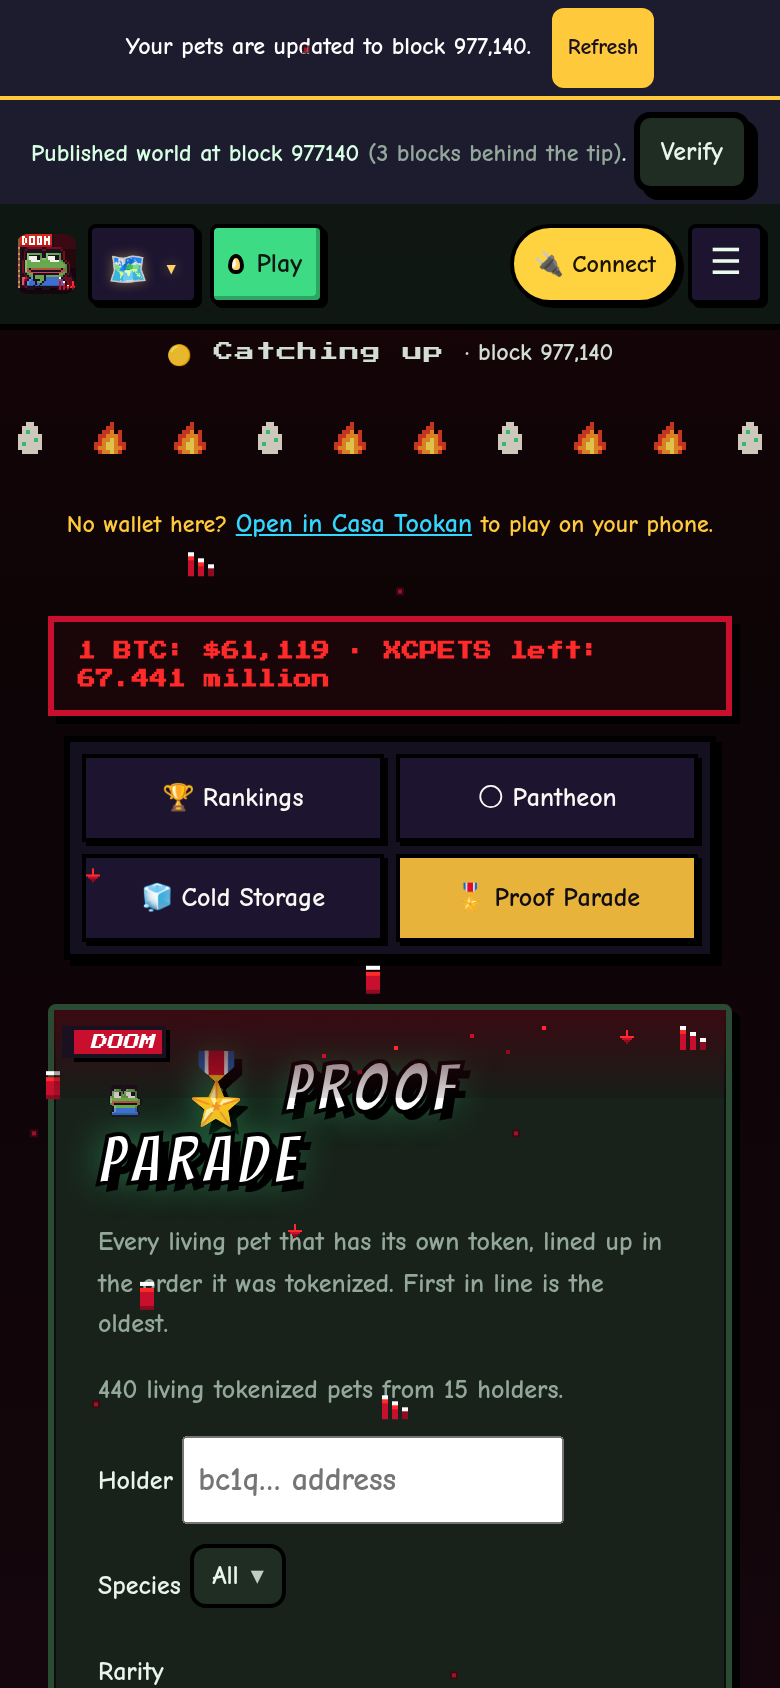 Your pets are updated to block 977,140.
Refresh
Published world at block 977140 (3 blocks behind the tip).
Verify
DOOM
Play
Connect
Catching up · block 977,140
No wallet here? Open in Casa Tookan to play on your phone.
1 BTC: $61,119 · XCPETS left:
67.441 million
Rankings
Pantheon
Cold Storage
Proof Parade
DOOM
PROOF
PARADE
Every living pet that has its own token, lined up in
the order it was tokenized. First in line is the
oldest.
440 living tokenized pets from 15 holders.
Holder bc1q... address
Species All
Rarity